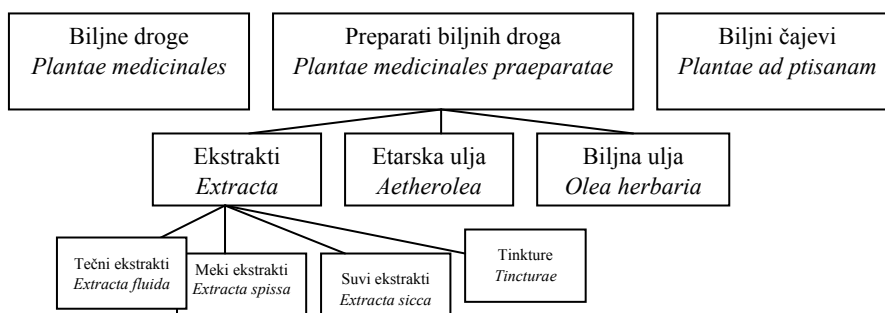 Biljne droge
Plantae medicinales
Preparati biljnih droga
Plantae medicinales praeparatae
Biljni čajevi
Plantae ad ptisanam
Ekstrakti
Extracta
Etarska ulja
Aetherolea
Biljna ulja
Olea herbaria
Tečni ekstrakti
Extracta fluida
Meki ekstrakti
Extracta spissa
Suvi ekstrakti
Extracta sicca
Tinkture
Tincturae